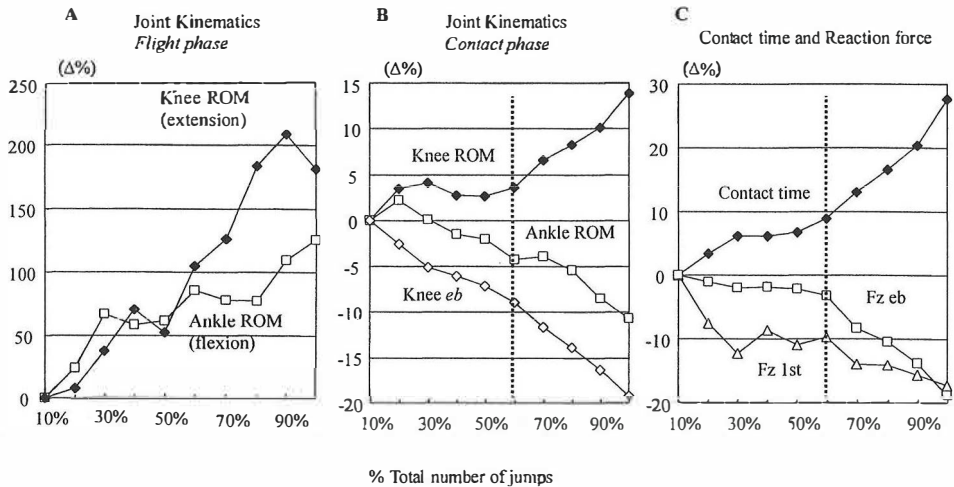 A
Joint Kinematics
Flight phase
(Δ%)
250
200
150
100
50
0
Knee ROM
(extension)
Ankle ROM
(flexion)
10% 30% 50% 70% 90%
B
Joint Kinematics
Contact phase
(Δ%)
15
10
5
0
-5
-10
-15
-20
Knee ROM
Ankle ROM
Knee eb
10% 30% 50% 70% 90%
C
Contact time and Reaction force
(Δ%)
30
20
10
0
-10
-20
Contact time
Fz eb
Fz 1st
10% 30% 50% 70% 90%
% Total number of jumps